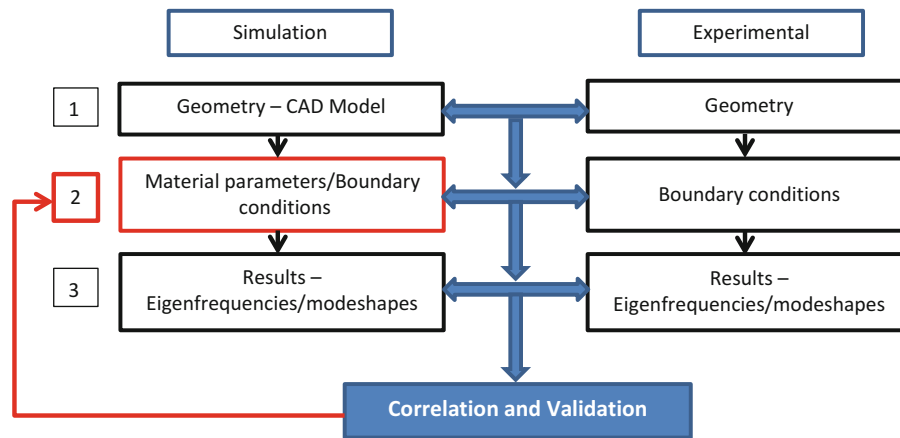 Simulation
Experimental
1
Geometry – CAD Model
Geometry
2
Material parameters/Boundary
conditions
Boundary conditions
3
Results –
Eigenfrequencies/modeshapes
Results –
Eigenfrequencies/modeshapes
Correlation and Validation